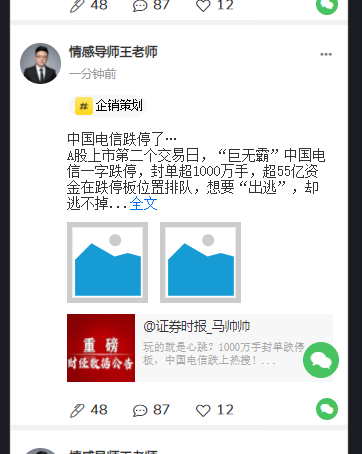 48 87 12
情感导师王老师
一分钟前
# 企销策划
中国电信跌停了…
A股上市第二个交易日，“巨无霸”中国电
信一字跌停，封单超1000万手，超55亿资
金在跌停板位置排队，想要“出逃”，却
逃不掉...全文
重磅
财经数据公告
@证券时报_马帅帅
玩的就是心跳? 1000万手封单跌停
板，中国电信跌上热搜! ...
48 87 12
情感导师王老师